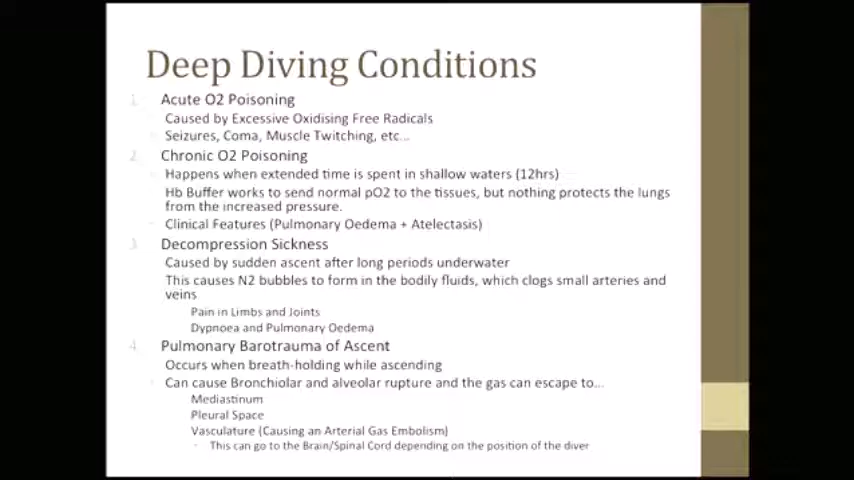 Deep Diving Conditions
1. Acute O2 Poisoning
Caused by Excessive Oxidising Free Radicals
Seizures, Coma, Muscle Twitching, etc...
2. Chronic O2 Poisoning
Happens when extended time is spent in shallow waters (12hrs)
Hb Buffer works to send normal pO2 to the tissues, but nothing protects the lungs
from the increased pressure.
Clinical Features (Pulmonary Oedema + Atelectasis)
3. Decompression Sickness
Caused by sudden ascent after long periods underwater
This causes N2 bubbles to form in the bodily fluids, which clogs small arteries and
veins
Pain in Limbs and Joints
Dypnoea and Pulmonary Oedema
4. Pulmonary Barotrauma of Ascent
Occurs when breath-holding while ascending
Can cause Bronchiolar and alveolar rupture and the gas can escape to...
Mediastinum
Pleural Space
Vasculature (Causing an Arterial Gas Embolism)
This can go to the Brain/Spinal Cord depending on the position of the diver